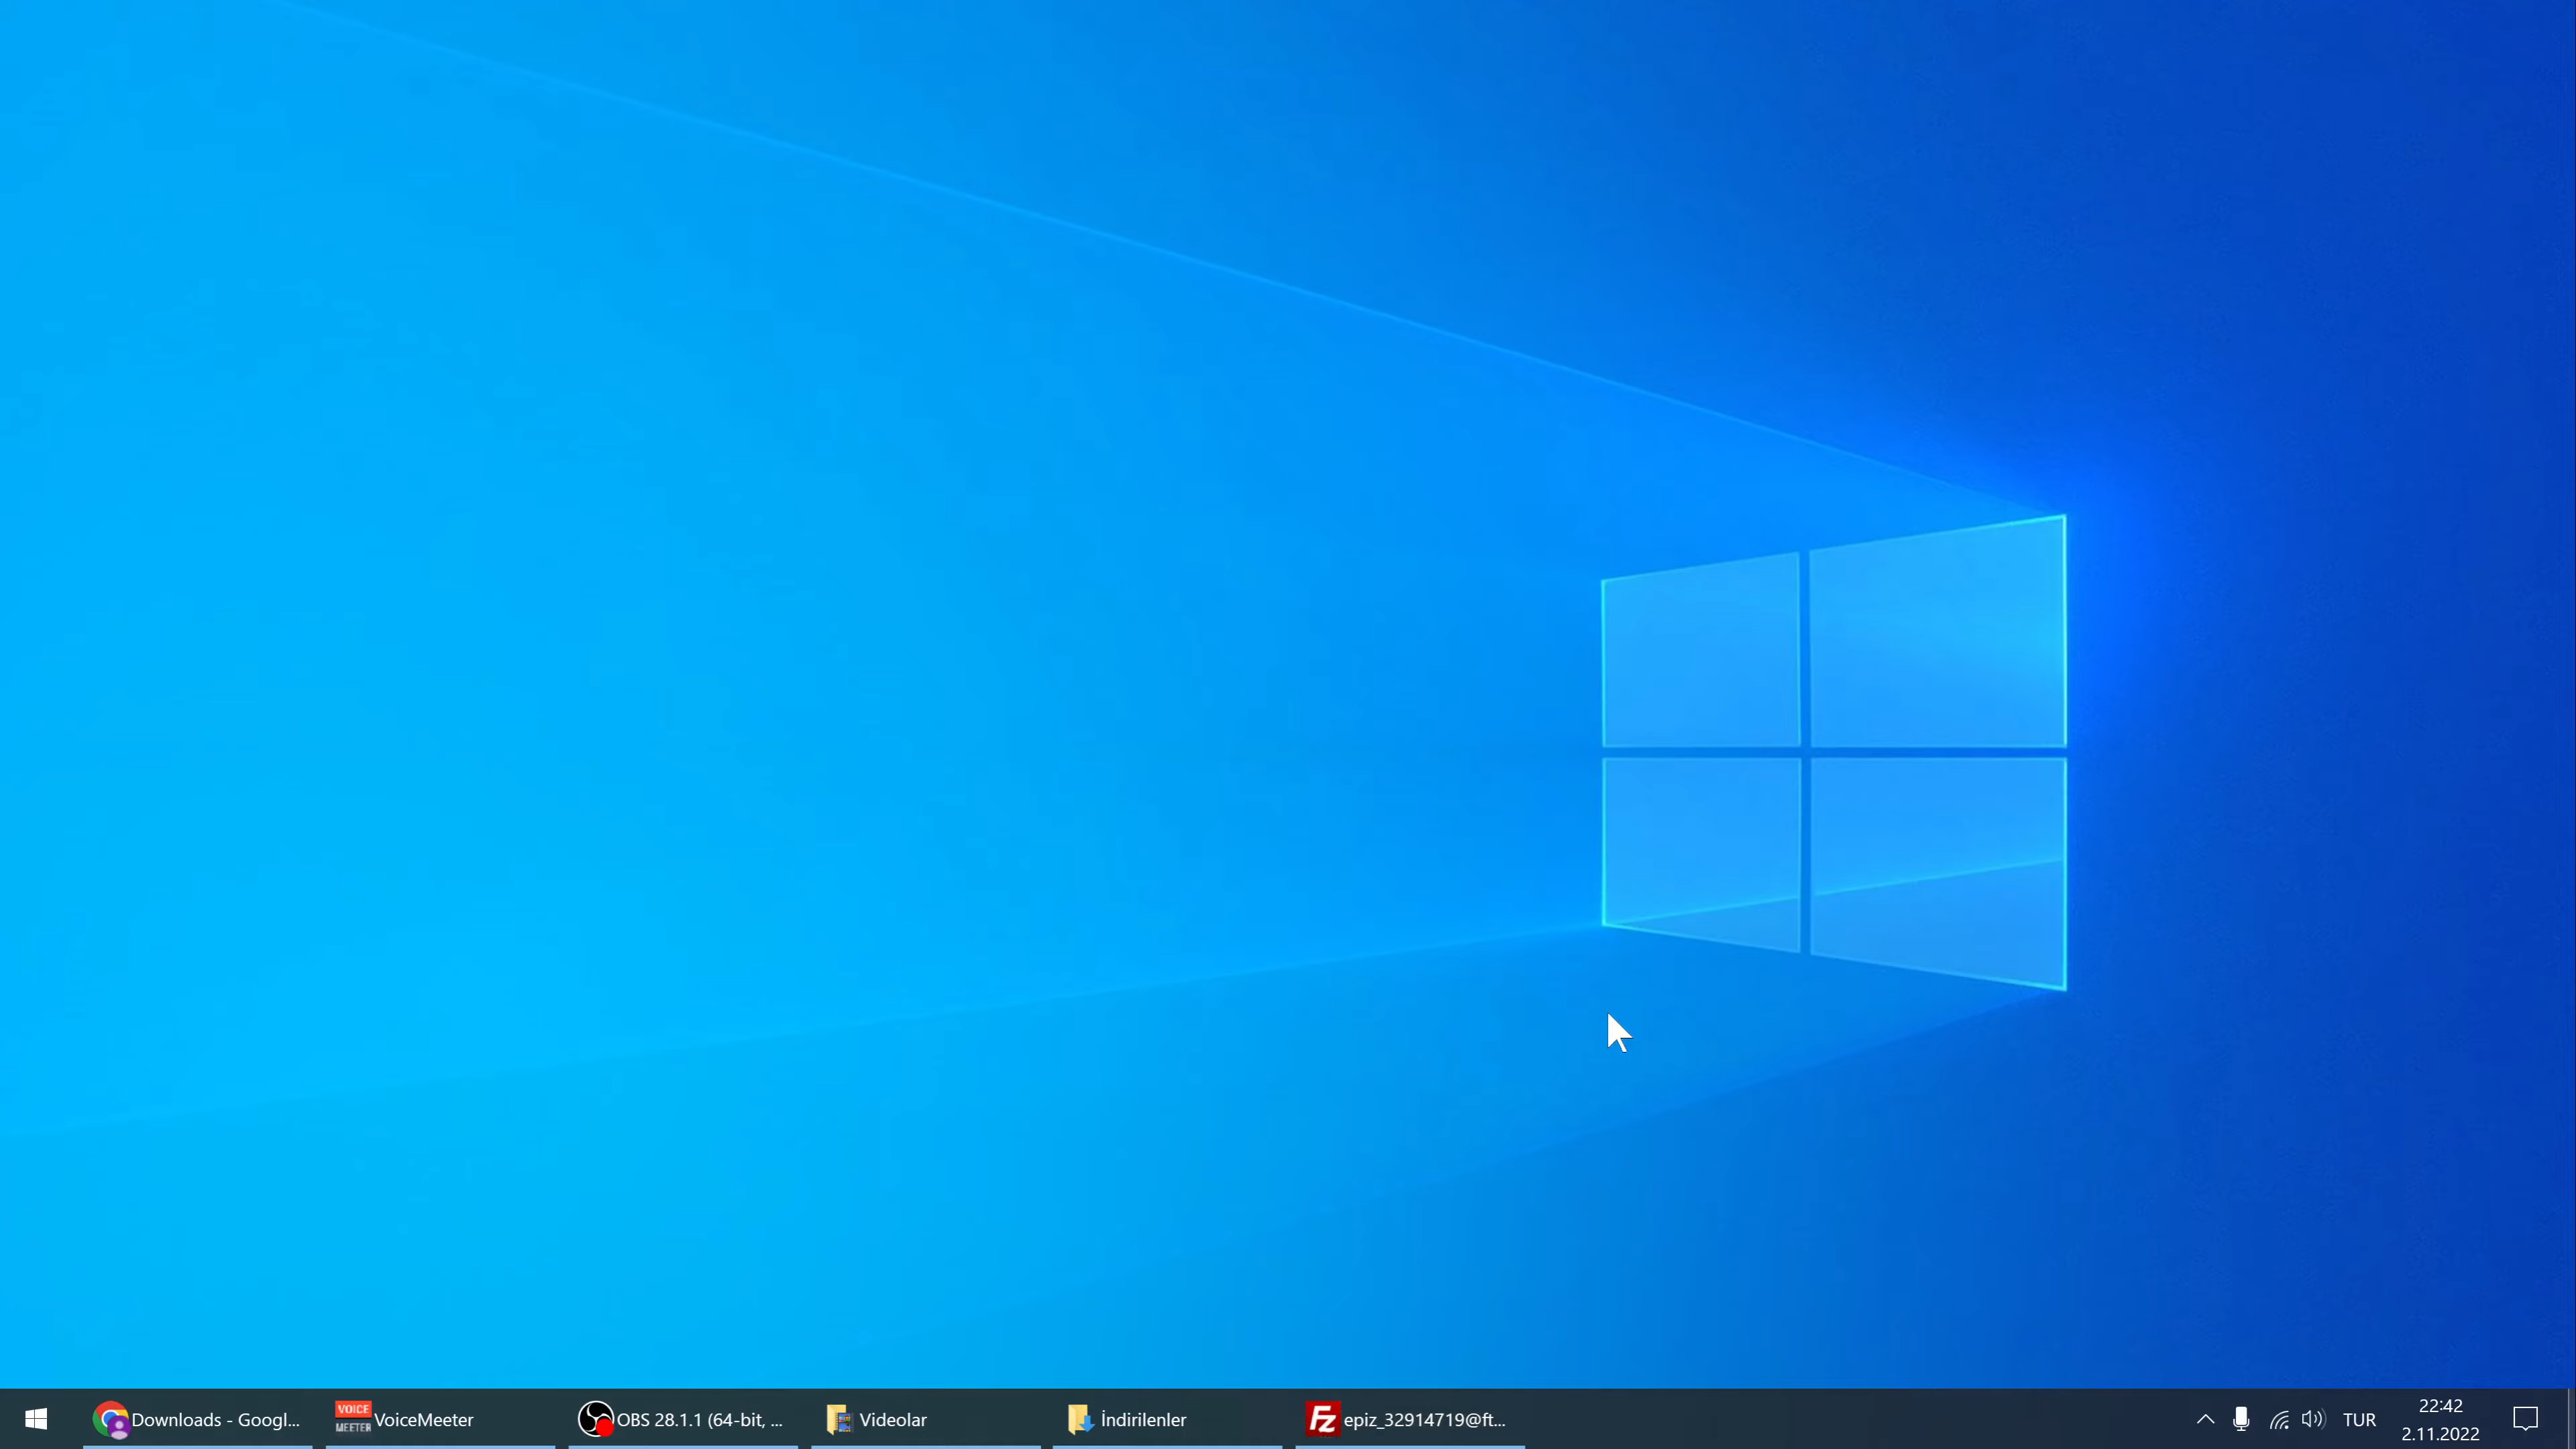 Downloads - Googl...
VOICE
MEETER
VoiceMeeter
OBS 28.1.1 (64-bit, ...
Videolar
İndirilenler
Fz
epiz_32914719@ft...
TUR
22:42
2.11.2022